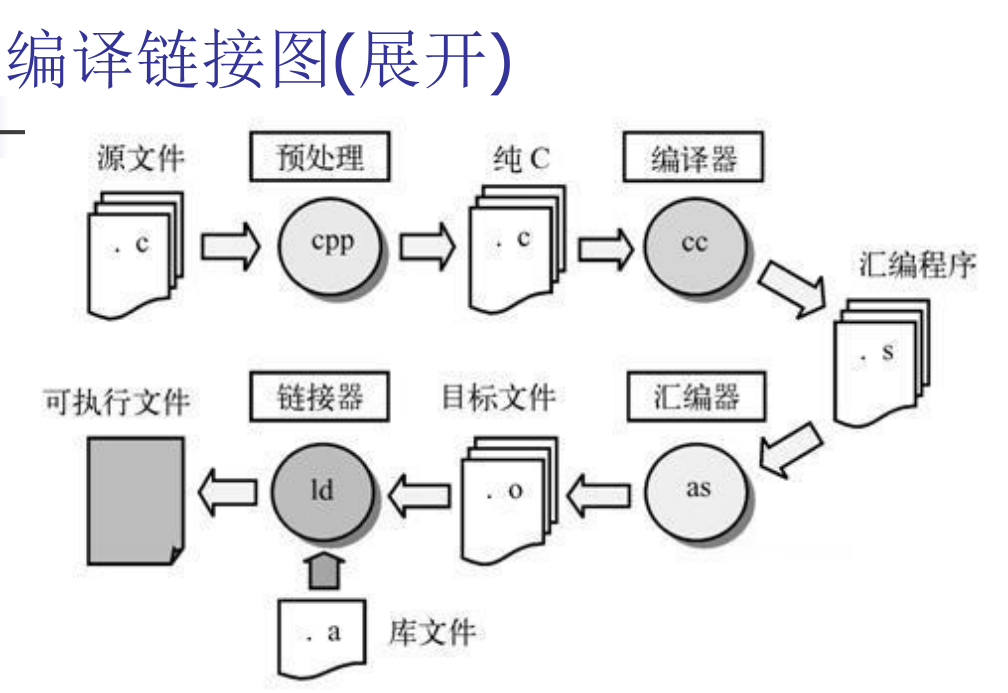 编译链接图(展开)
源文件
预处理
纯 C
编译器
. c
cpp
. c
cc
汇编程序
. s
可执行文件
链接器
目标文件
汇编器
ld
. o
as
. a
库文件